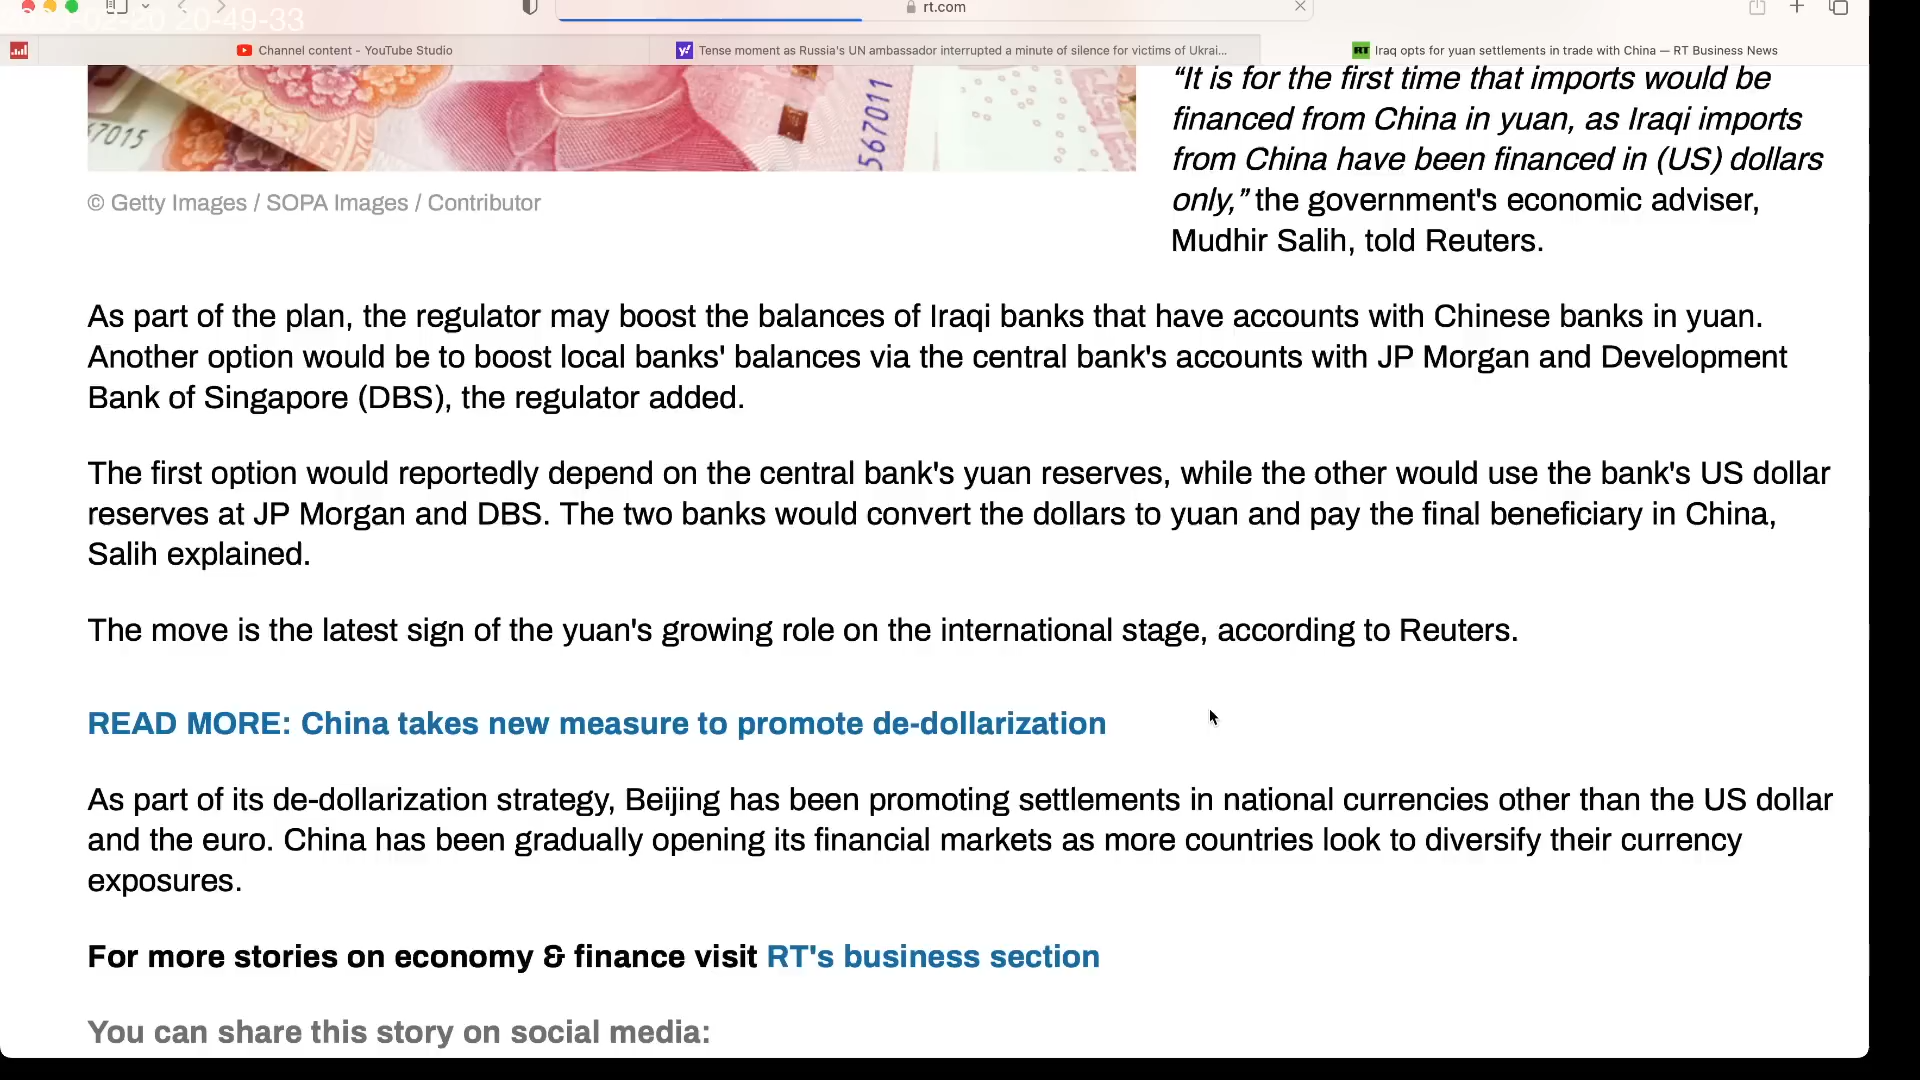 02-20 20-49-33
rt.com
Channel content - YouTube Studio
Tense moment as Russia's UN ambassador interrupted a minute of silence for victims of Ukrai...
RT
Iraq opts for yuan settlements in trade with China — RT Business News
67015
567011
© Getty Images / SOPA Images / Contributor
“It is for the first time that imports would be
financed from China in yuan, as Iraqi imports
from China have been financed in (US) dollars
only,” the government's economic adviser,
Mudhir Salih, told Reuters.
As part of the plan, the regulator may boost the balances of Iraqi banks that have accounts with Chinese banks in yuan.
Another option would be to boost local banks' balances via the central bank's accounts with JP Morgan and Development
Bank of Singapore (DBS), the regulator added.
The first option would reportedly depend on the central bank's yuan reserves, while the other would use the bank's US dollar
reserves at JP Morgan and DBS. The two banks would convert the dollars to yuan and pay the final beneficiary in China,
Salih explained.
The move is the latest sign of the yuan's growing role on the international stage, according to Reuters.
READ MORE: China takes new measure to promote de-dollarization
As part of its de-dollarization strategy, Beijing has been promoting settlements in national currencies other than the US dollar
and the euro. China has been gradually opening its financial markets as more countries look to diversify their currency
exposures.
For more stories on economy & finance visit RT's business section
You can share this story on social media: